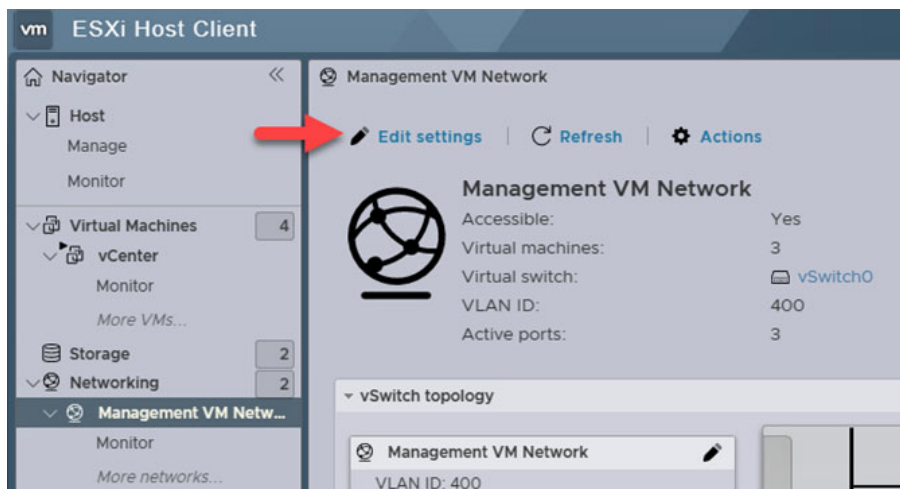 vm ESXi Host Client
Navigator
Host
Manage
Monitor
Virtual Machines 4
vCenter
Monitor
More VMs...
Storage 2
Networking 2
Management VM Netw...
Monitor
More networks...
Management VM Network
Edit settings Refresh Actions
Management VM Network
Accessible: Yes
Virtual machines: 3
Virtual switch: vSwitch0
VLAN ID: 400
Active ports: 3
vSwitch topology
Management VM Network
VLAN ID: 400